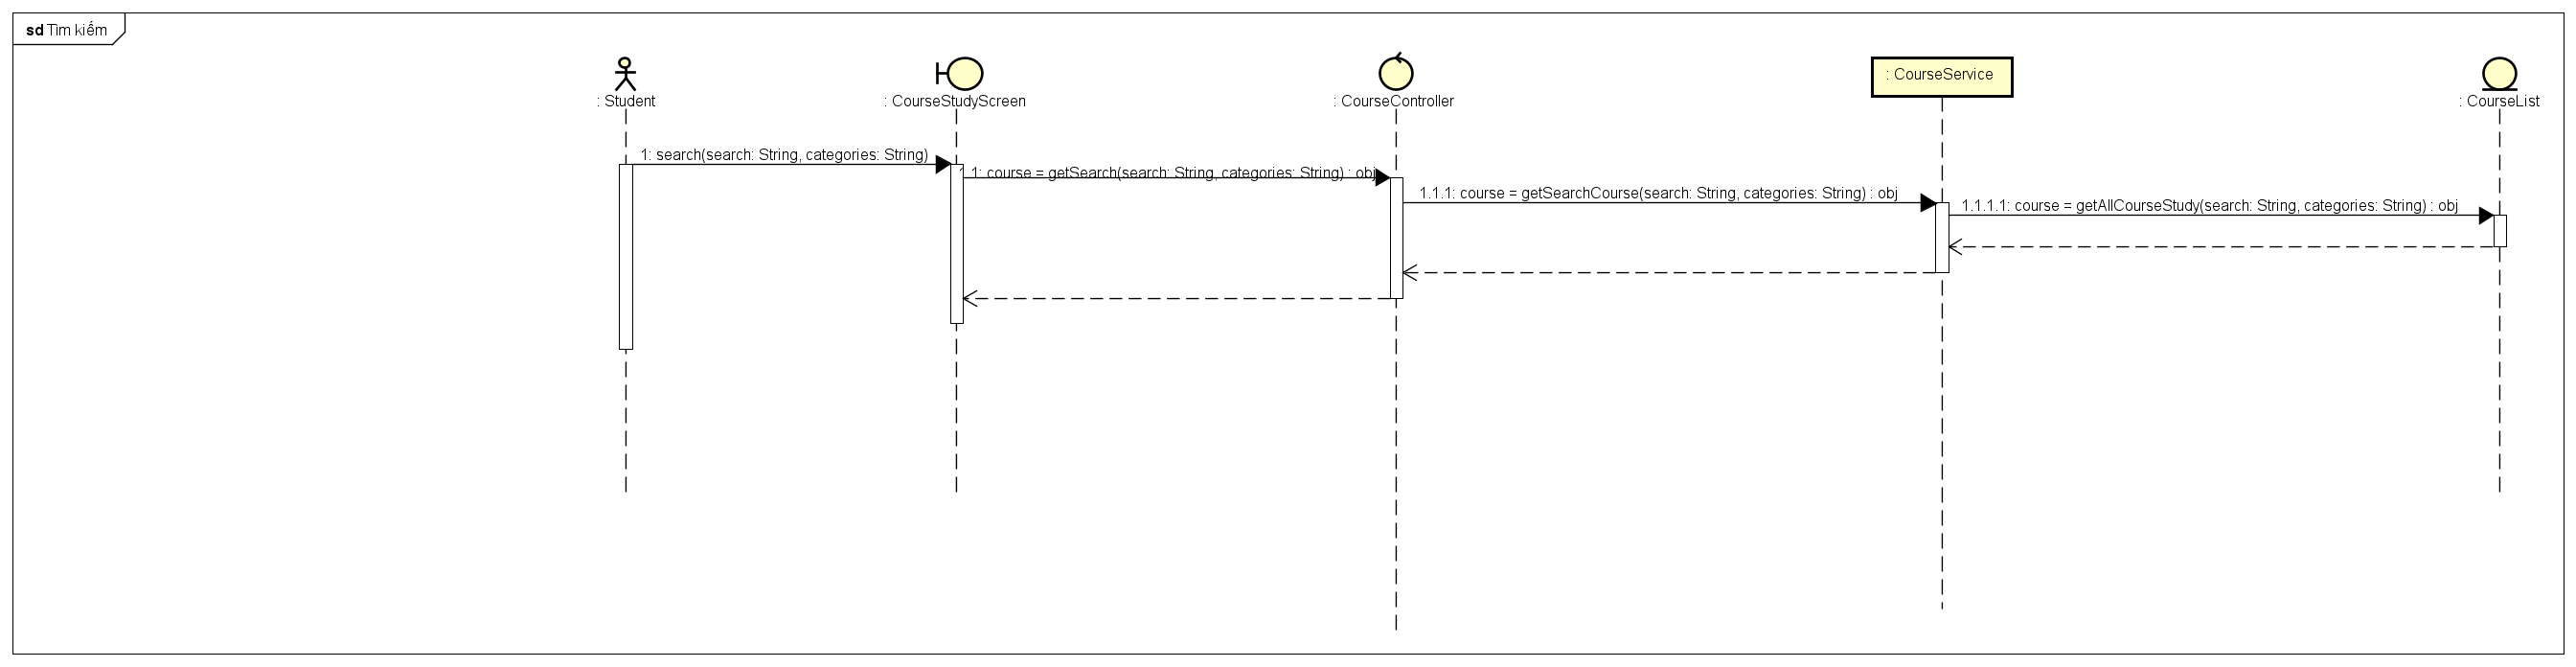 sd Tìm kiếm
: Student
: CourseStudyScreen
: CourseController
: CourseService
: CourseList
1: search(search: String, categories: String)
1.1: course = getSearch(search: String, categories: String) : obj
1.1.1: course = getSearchCourse(search: String, categories: String) : obj
1.1.1.1: course = getAllCourseStudy(search: String, categories: String) : obj